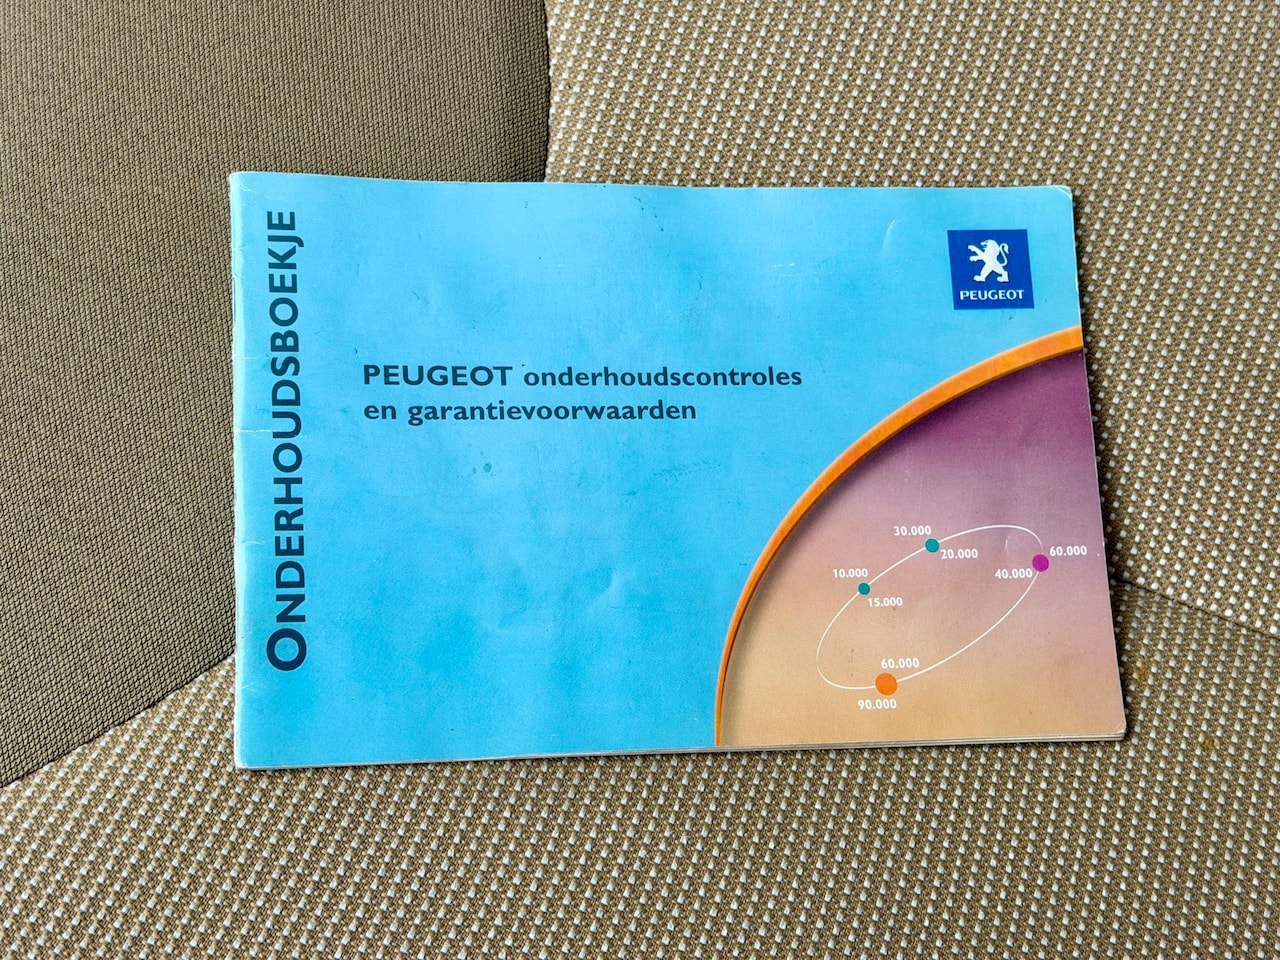 ONDERHOUDSBOEKJE
PEUGEOT
PEUGEOT onderhoudscontroles
en garantievoorwaarden
30.000
20.000
60.000
40.000
10.000
15.000
60.000
90.000